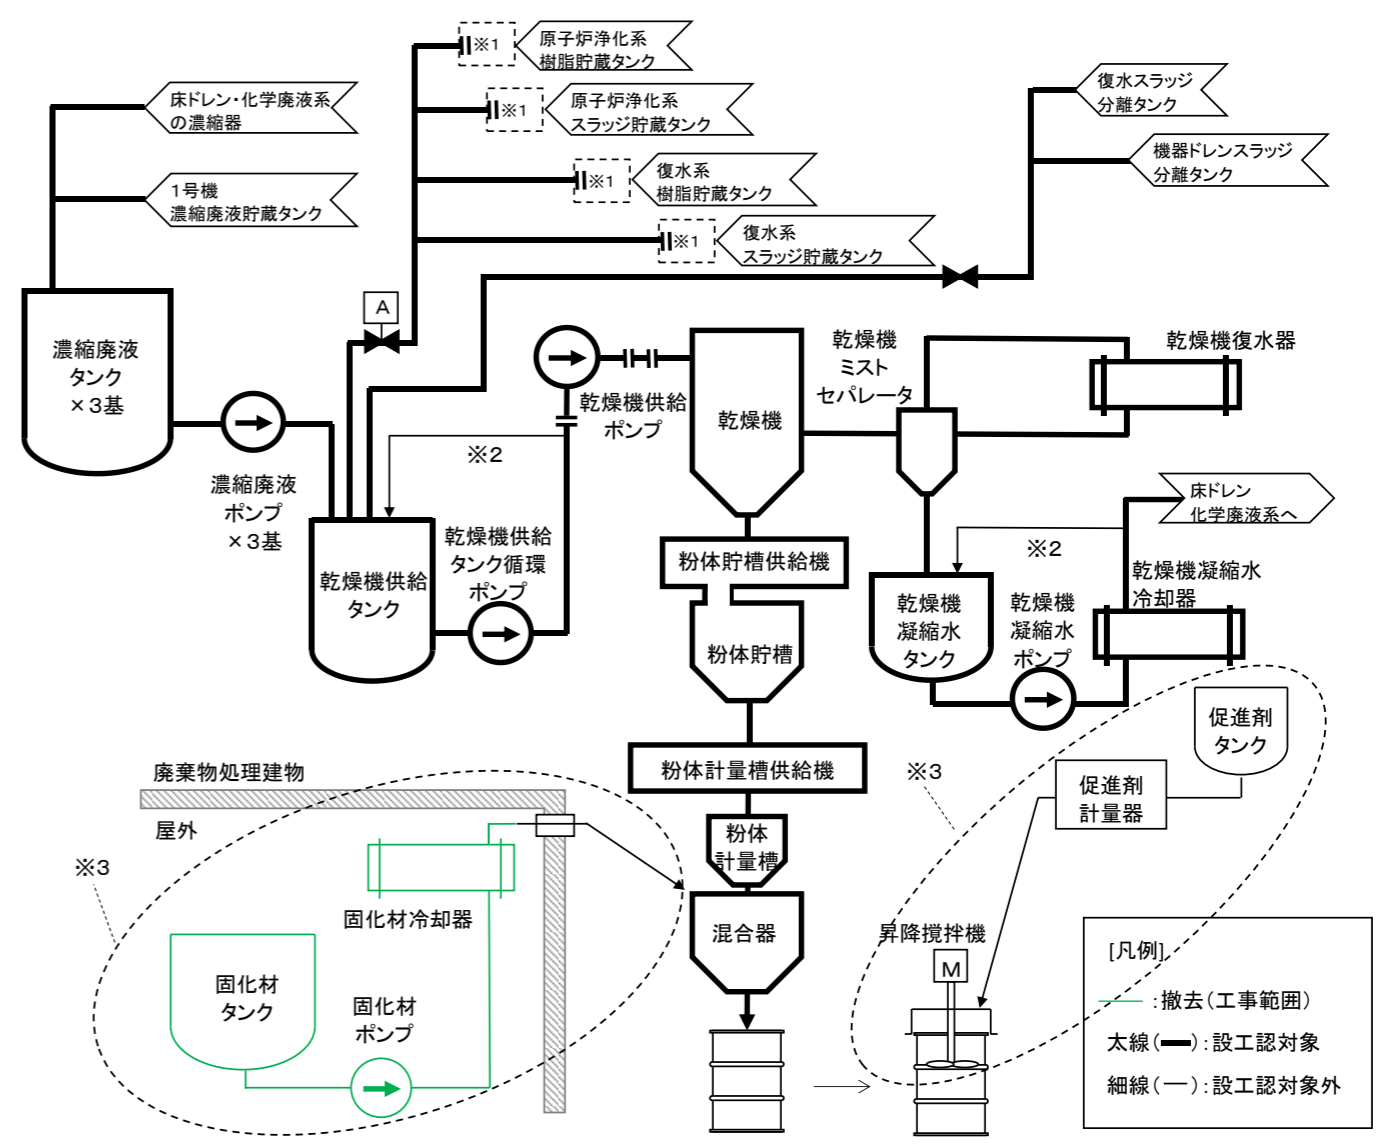 ※1
原子炉浄化系
樹脂貯蔵タンク
※1
原子炉浄化系
スラッジ貯蔵タンク
※1
復水系
樹脂貯蔵タンク
※1
復水系
スラッジ貯蔵タンク
床ドレン・化学廃液系
の濃縮器
1号機
濃縮廃液貯蔵タンク
復水スラッジ
分離タンク
機器ドレンスラッジ
分離タンク
A
濃縮廃液
タンク
×3基
濃縮廃液
ポンプ
×3基
※2
乾燥機供給
タンク
乾燥機供給
タンク循環
ポンプ
乾燥機供給
ポンプ
乾燥機
乾燥機
ミスト
セパレータ
乾燥機復水器
床ドレン
化学廃液系へ
※2
乾燥機
凝縮水
タンク
乾燥機
凝縮水
ポンプ
乾燥機凝縮水
冷却器
粉体貯槽供給機
粉体貯槽
粉体計量槽供給機
粉体
計量槽
混合器
廃棄物処理建物
屋外
※3
固化材冷却器
固化材
タンク
固化材
ポンプ
※3
促進剤
タンク
促進剤
計量器
昇降撹拌機
M
[凡例]
:撤去(工事範囲)
太線(━):設工認対象
細線(─):設工認対象外